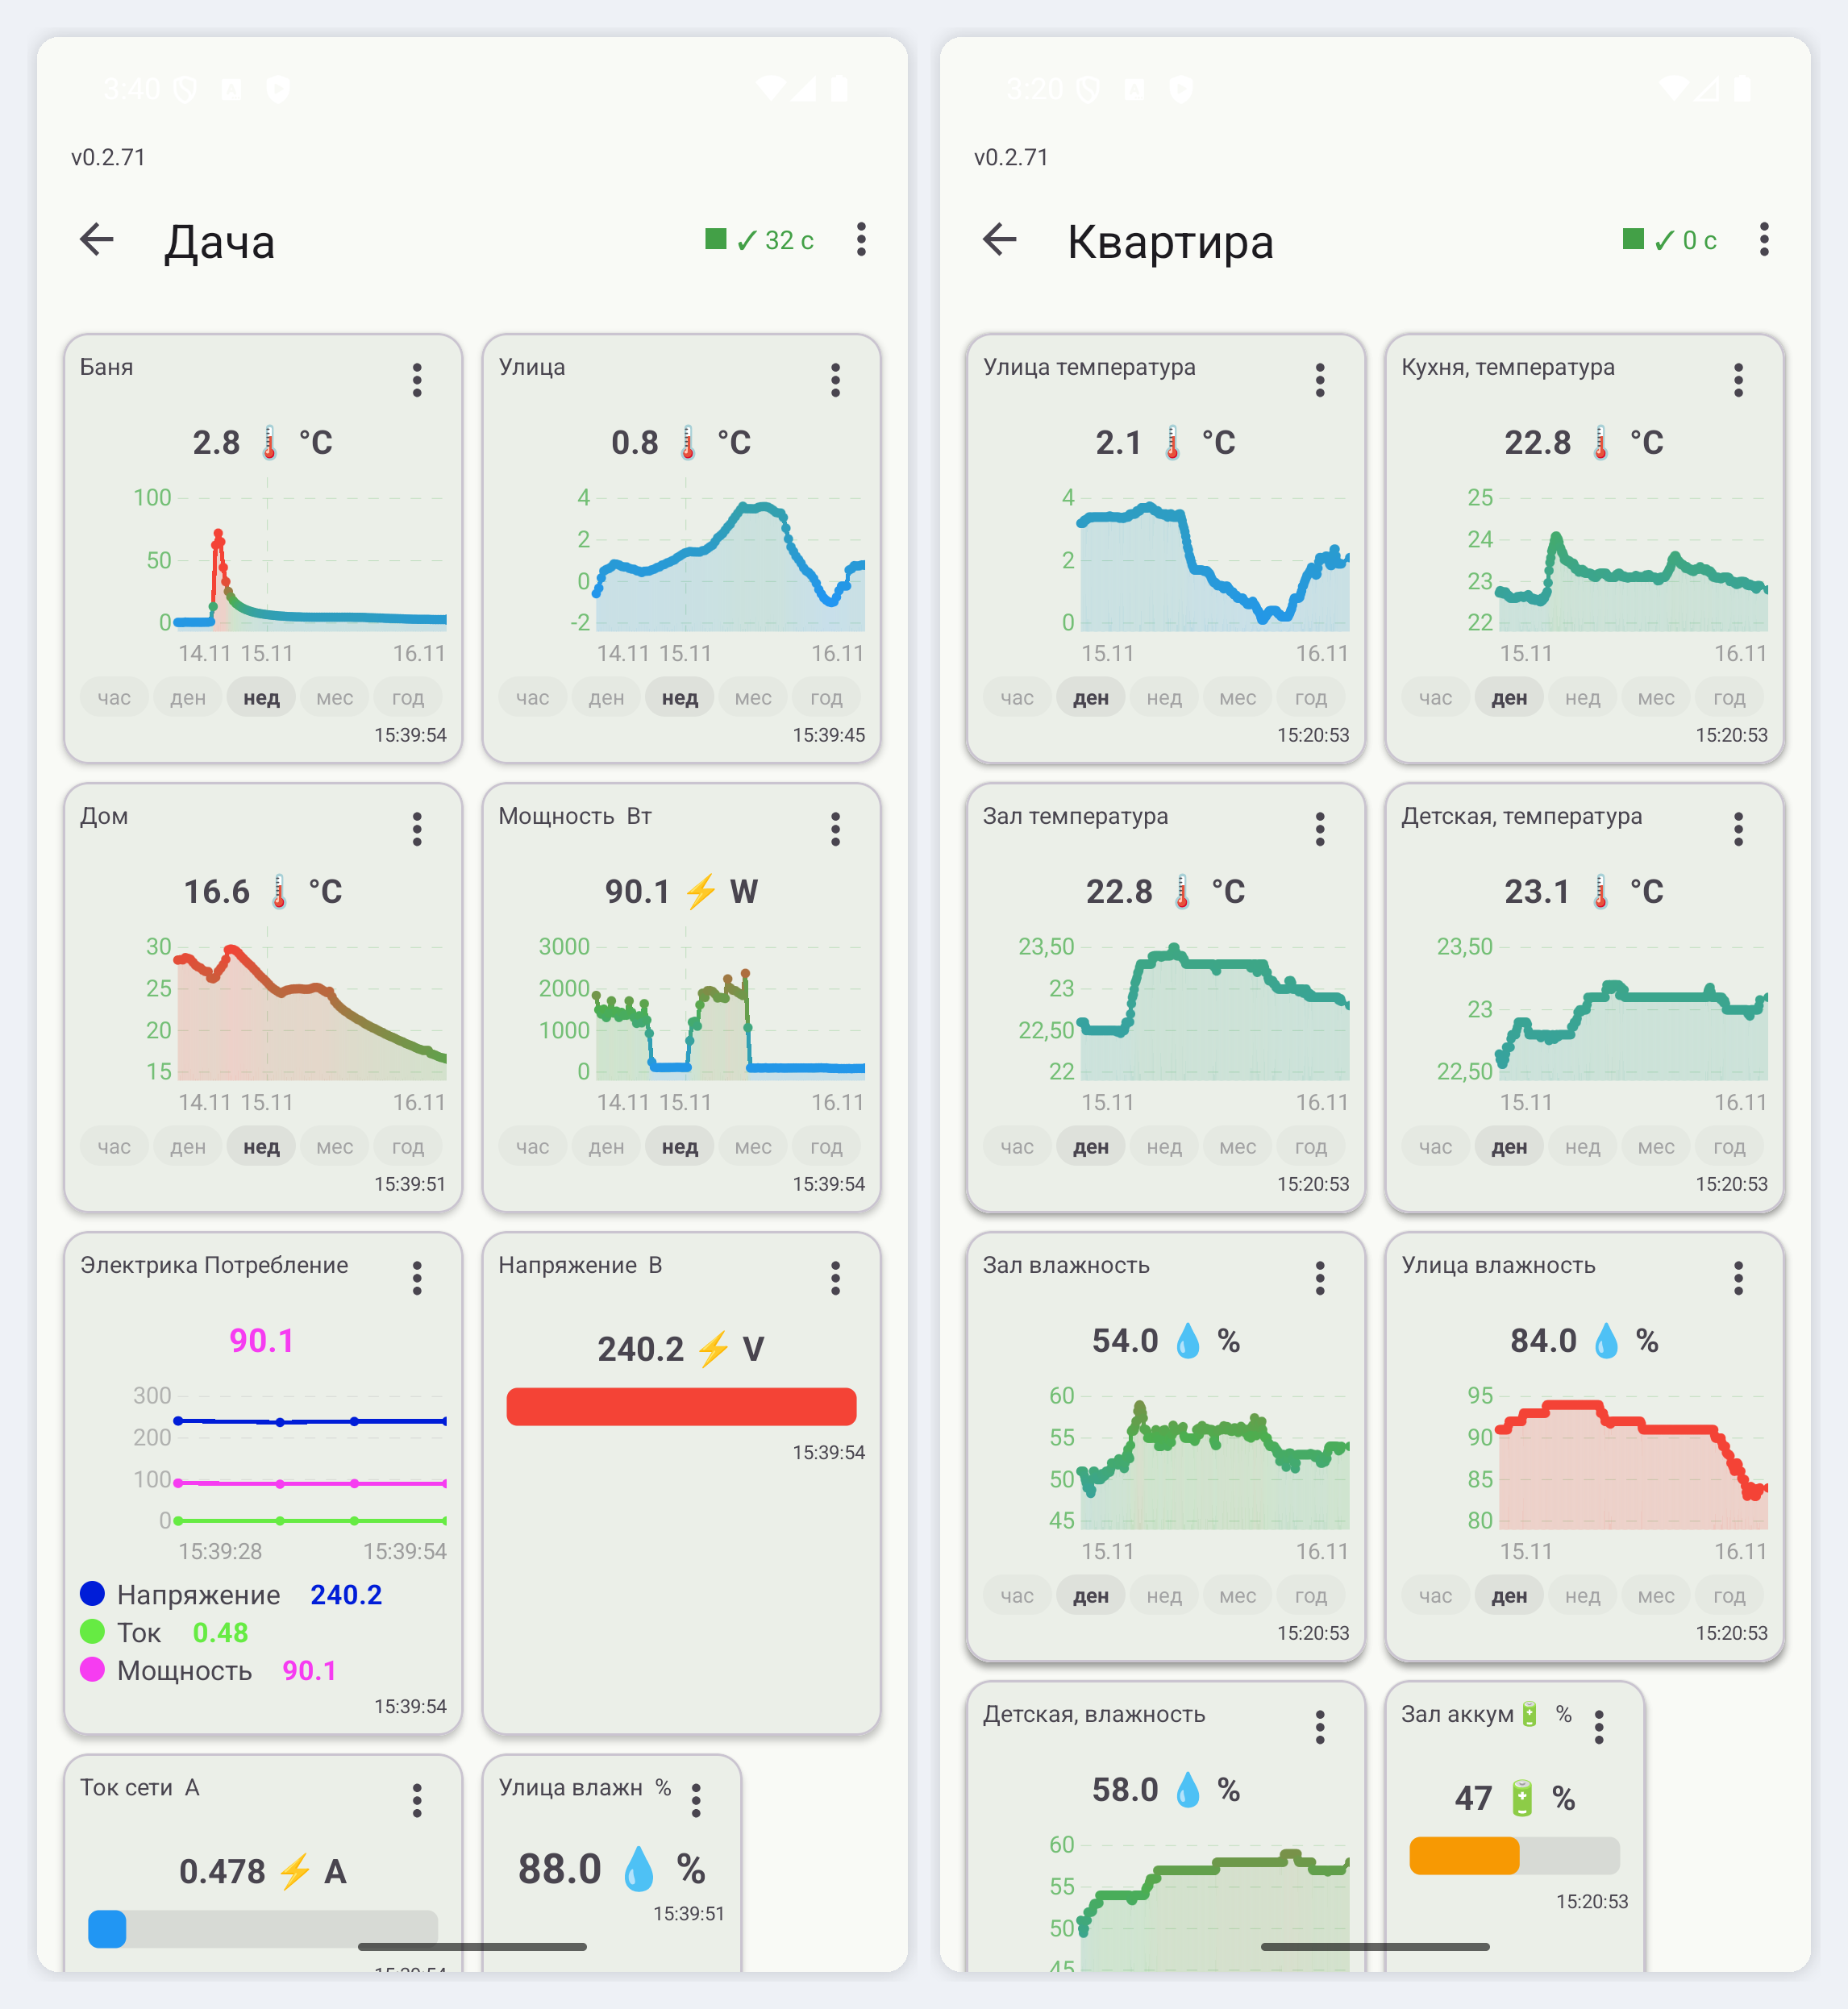 3:40
v0.2.71
Дача ✓ 32 с
Баня
2.8 🌡 °C
100
50
0
14.11 15.11 16.11
час ден нед мес год
15:39:54
Улица
0.8 🌡 °C
4
2
0
-2
14.11 15.11 16.11
час ден нед мес год
15:39:45
Дом
16.6 🌡 °C
30
25
20
15
14.11 15.11 16.11
час ден нед мес год
15:39:51
Мощность Вт
90.1 ⚡ W
3000
2000
1000
0
14.11 15.11 16.11
час ден нед мес год
15:39:54
Электрика Потребление
90.1
300
200
100
0
15:39:28 15:39:54
Напряжение 240.2
Ток 0.48
Мощность 90.1
15:39:54
Напряжение В
240.2 ⚡ V
15:39:54
Ток сети А
0.478 ⚡ A
15:39:54
Улица влажн %
88.0 💧 %
15:39:51
3:20
v0.2.71
Квартира ✓ 0 с
Улица температура
2.1 🌡 °C
4
2
0
15.11 16.11
час ден нед мес год
15:20:53
Кухня, температура
22.8 🌡 °C
25
24
23
22
15.11 16.11
час ден нед мес год
15:20:53
Зал температура
22.8 🌡 °C
23,50
23
22,50
22
15.11 16.11
час ден нед мес год
15:20:53
Детская, температура
23.1 🌡 °C
23,50
23
22,50
15.11 16.11
час ден нед мес год
15:20:53
Зал влажность
54.0 💧 %
60
55
50
45
15.11 16.11
час ден нед мес год
15:20:53
Улица влажность
84.0 💧 %
95
90
85
80
15.11 16.11
час ден нед мес год
15:20:53
Детская, влажность
58.0 💧 %
60
55
50
45
Зал аккум🔋 %
47 🔋 %
15:20:53